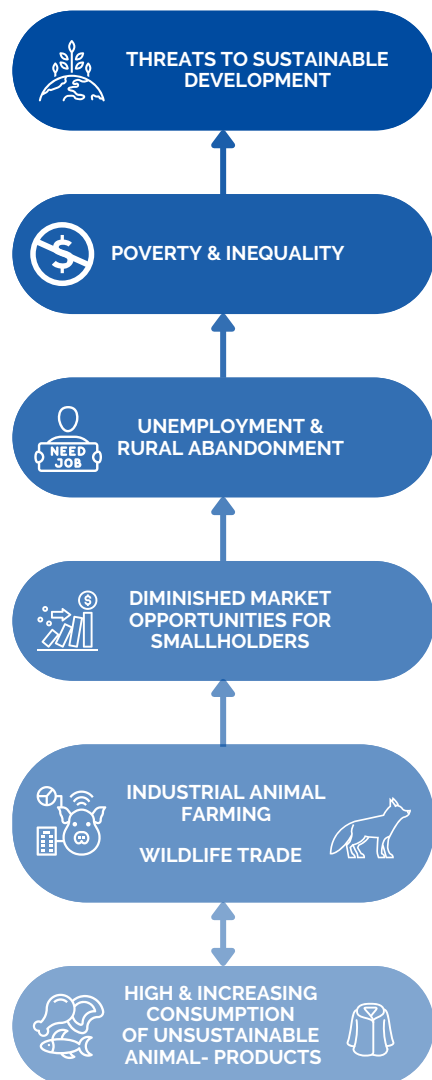 THREATS TO SUSTAINABLE
DEVELOPMENT
$
POVERTY & INEQUALITY
UNEMPLOYMENT &
RURAL ABANDONMENT
NEED
JOB
DIMINISHED MARKET
OPPORTUNITIES FOR
SMALLHOLDERS
$
INDUSTRIAL ANIMAL
FARMING
WILDLIFE TRADE
HIGH & INCREASING
CONSUMPTION
OF UNSUSTAINABLE
ANIMAL- PRODUCTS